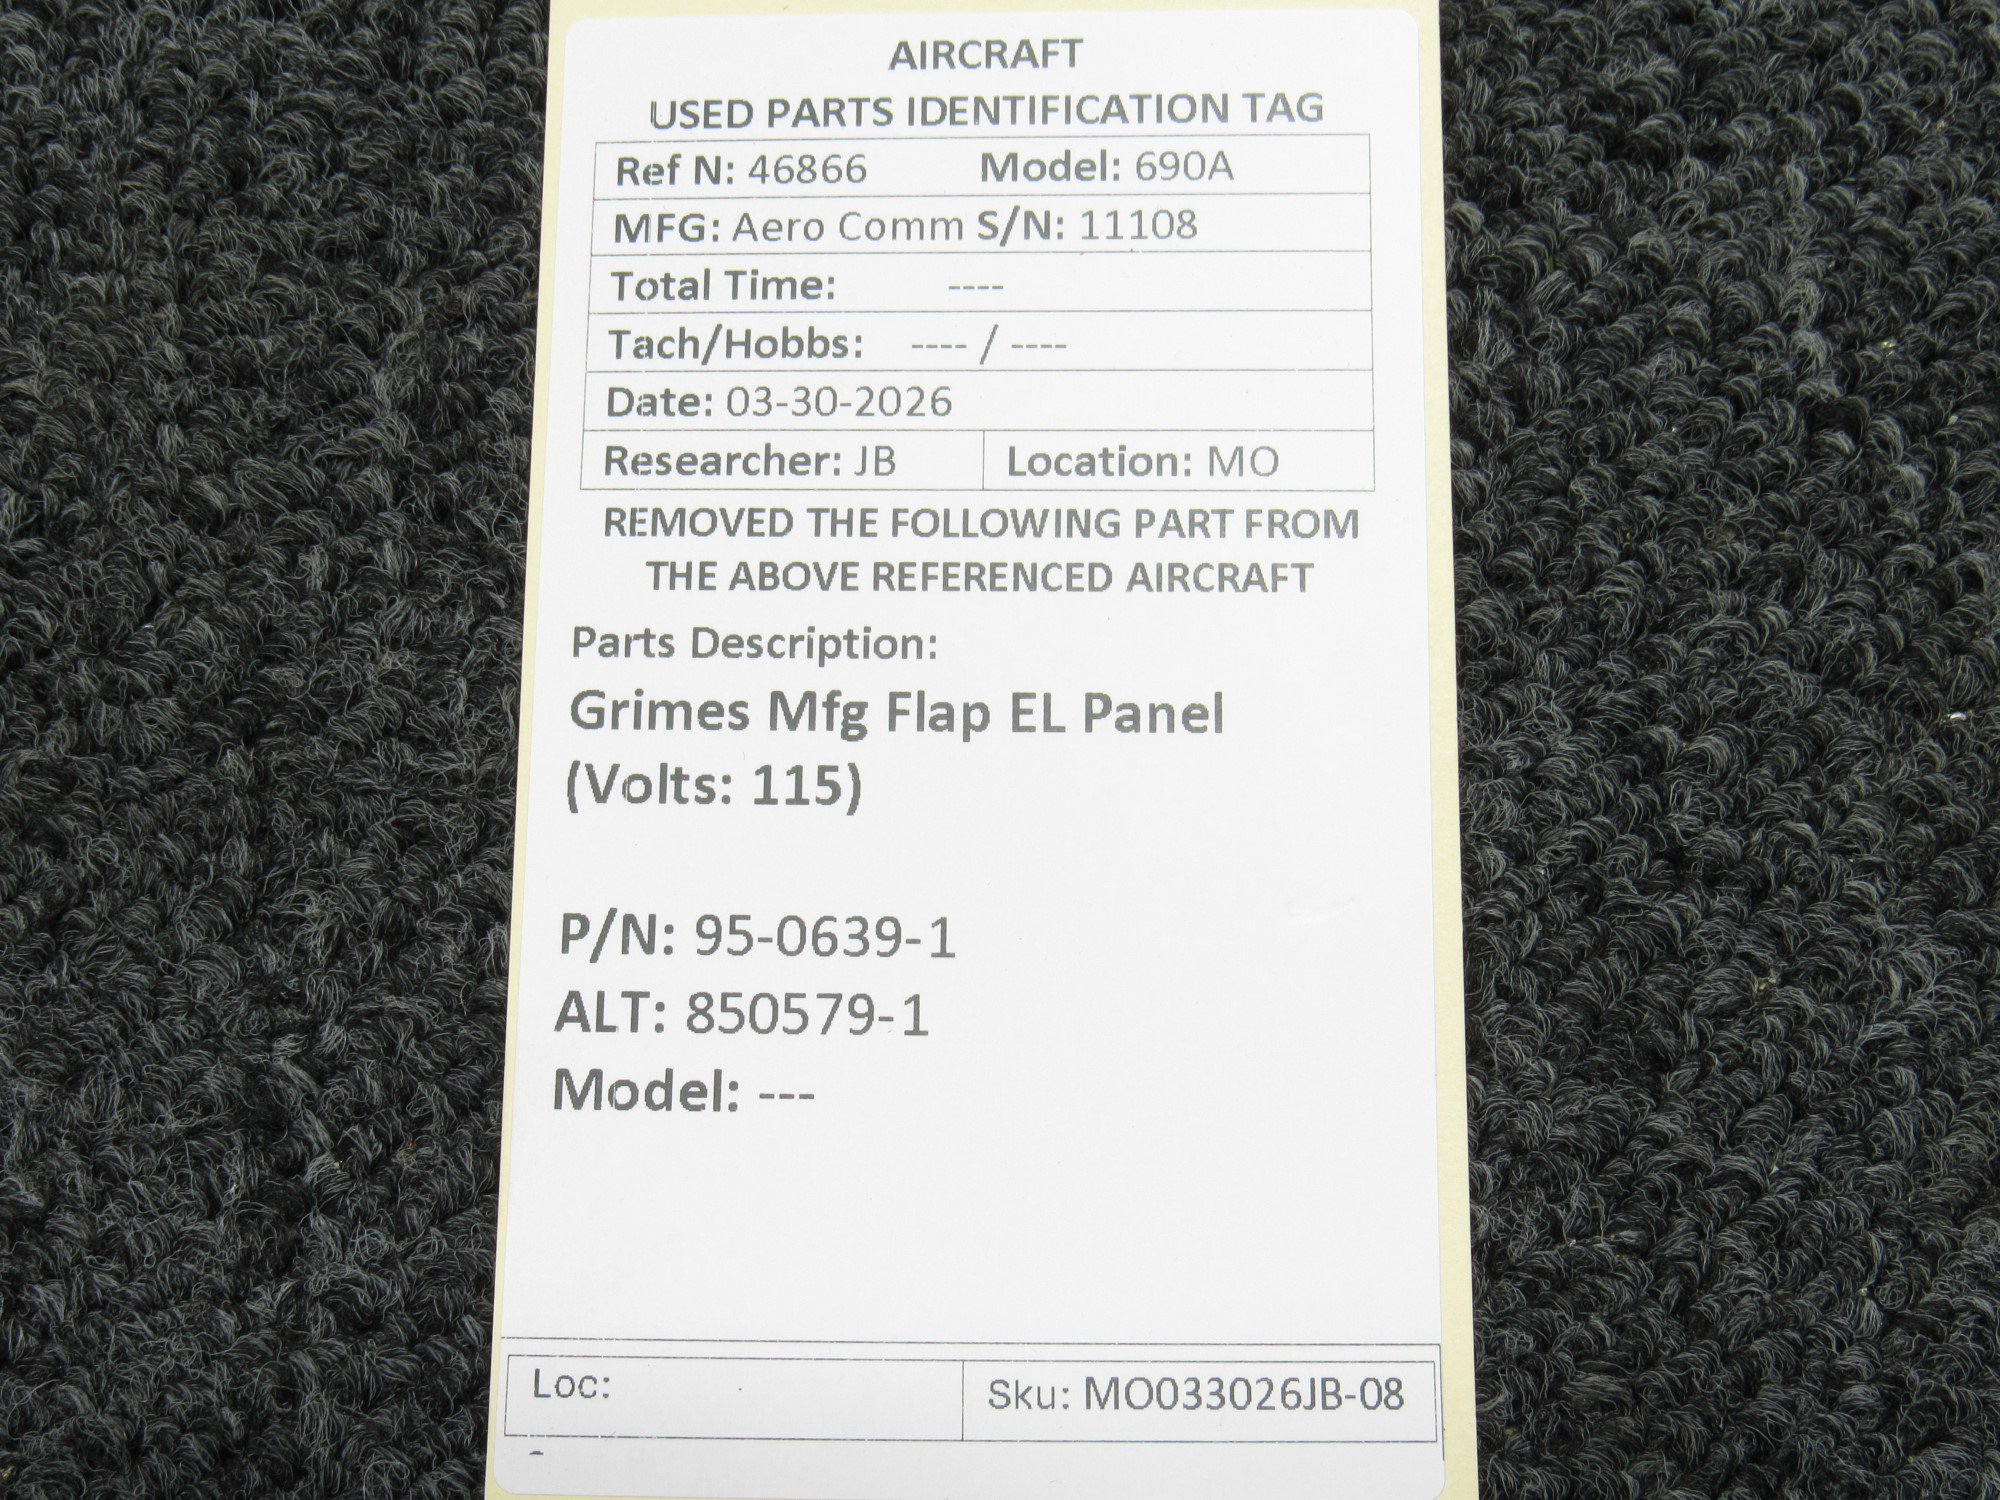 AIRCRAFT
USED PARTS IDENTIFICATION TAG
Ref N: 46866 Model: 690A
MFG: Aero Comm S/N: 11108
Total Time: ----
Tach/Hobbs: ---- / ----
Date: 03-30-2026
Researcher: JB Location: MO
REMOVED THE FOLLOWING PART FROM
THE ABOVE REFERENCED AIRCRAFT
Parts Description:
Grimes Mfg Flap EL Panel
(Volts: 115)
P/N: 95-0639-1
ALT: 850579-1
Model: ---
Loc: Sku: MO033026JB-08